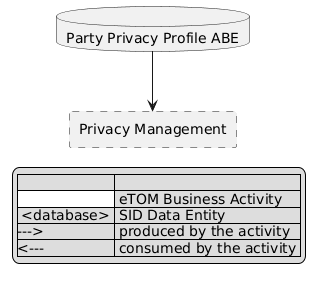 Party Privacy Profile ABE
Privacy Management
eTOM Business Activity
<database> SID Data Entity
---> produced by the activity
<--- consumed by the activity